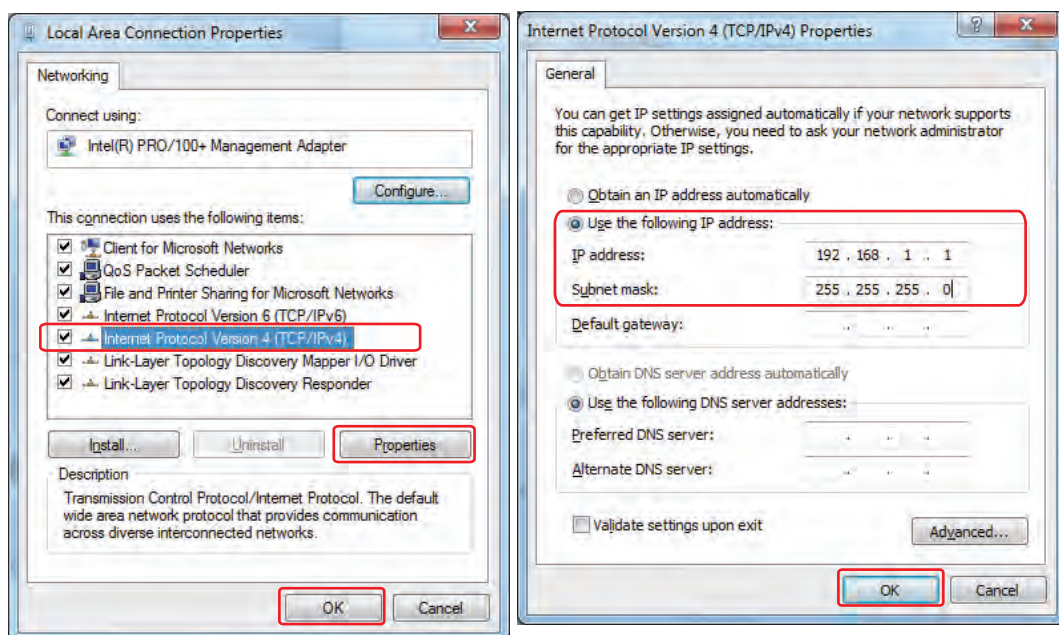 Local Area Connection Properties
Networking
Connect using:
Intel(R) PRO/100+ Management Adapter
Configure...
This connection uses the following items:
Client for Microsoft Networks
QoS Packet Scheduler
File and Printer Sharing for Microsoft Networks
Internet Protocol Version 6 (TCP/IPv6)
Internet Protocol Version 4 (TCP/IPv4)
Link-Layer Topology Discovery Mapper I/O Driver
Link-Layer Topology Discovery Responder
Install...
Uninstall
Properties
Description
Transmission Control Protocol/Internet Protocol. The default
wide area network protocol that provides communication
across diverse interconnected networks.
OK
Cancel
Internet Protocol Version 4 (TCP/IPv4) Properties
General
You can get IP settings assigned automatically if your network supports
this capability. Otherwise, you need to ask your network administrator
for the appropriate IP settings.
Obtain an IP address automatically
Use the following IP address:
IP address: 192 . 168 . 1 . 1
Subnet mask: 255 . 255 . 255 . 0
Default gateway: . . .
Obtain DNS server address automatically
Use the following DNS server addresses:
Preferred DNS server: . . .
Alternate DNS server: . . .
Validate settings upon exit
Advanced...
OK
Cancel